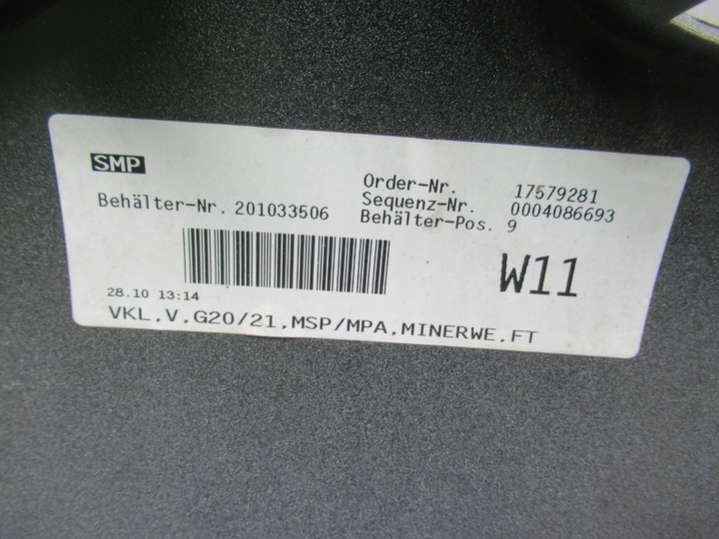 SMP
Order-Nr. 17579281
Behälter-Nr. 201033506 Sequenz-Nr. 0004086693
Behälter-Pos. 9
W11
28.10 13:14
VKL,V,G20/21,MSP/MPA,MINERWE,FT